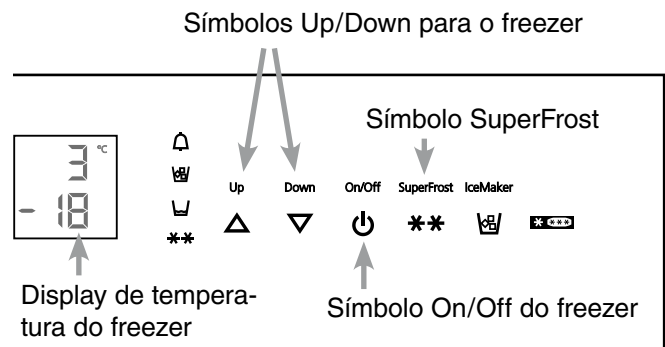 Símbolos Up/Down para o freezer
Símbolo SuperFrost
3 °C
Up Down On/Off SuperFrost IceMaker
- 18
Display de tempera-
tura do freezer
Símbolo On/Off do freezer